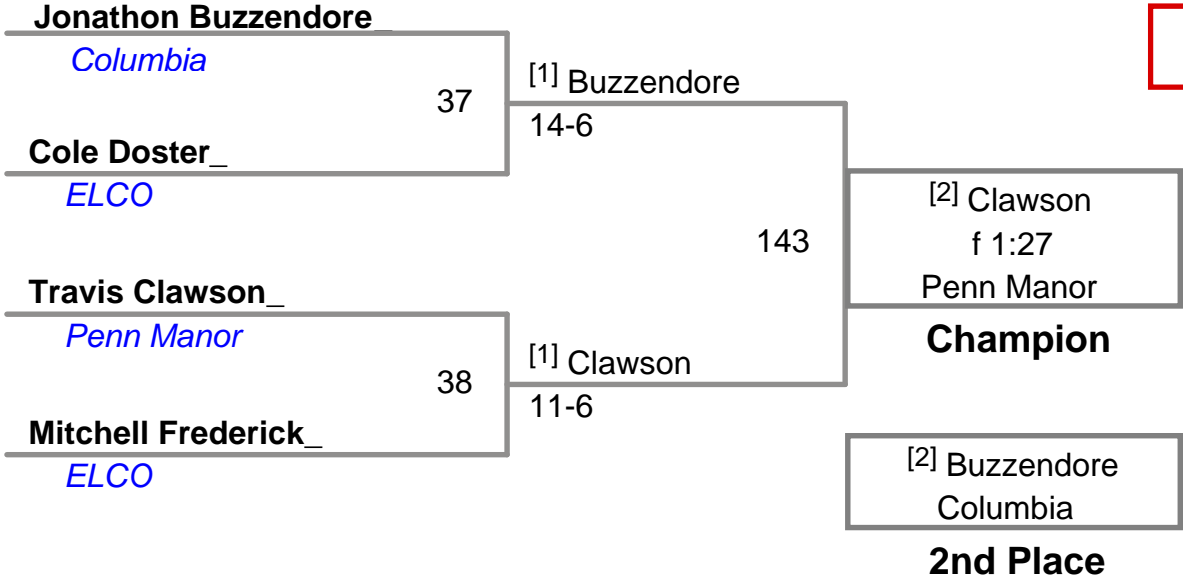 Jonathon Buzzendore_
Columbia
37
[1] Buzzendore
14-6
Cole Doster_
ELCO
143
[2] Clawson
f 1:27
Penn Manor
Champion
Travis Clawson_
Penn Manor
38
[1] Clawson
11-6
Mitchell Frederick_
ELCO
[2] Buzzendore
Columbia
2nd Place